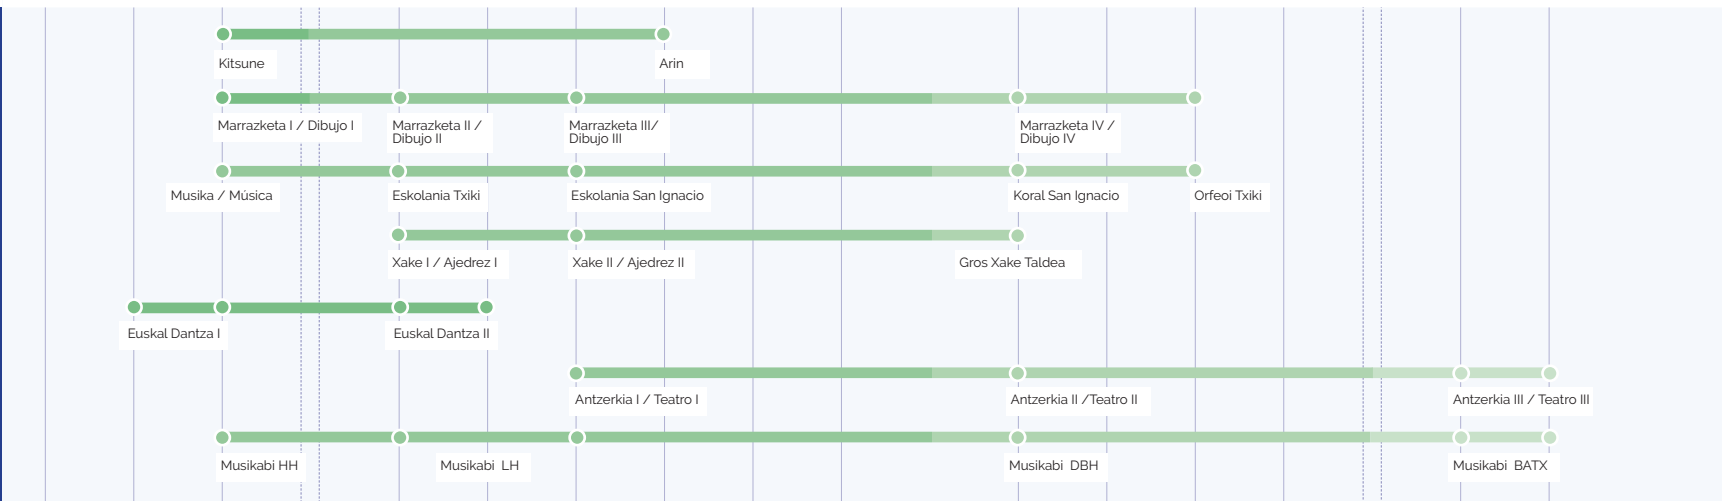 Kitsune
Arin
Marrazketa I / Dibujo I
Marrazketa II /
Dibujo II
Marrazketa III/
Dibujo III
Marrazketa IV /
Dibujo IV
Musika / Música
Eskolania Txiki
Eskolania San Ignacio
Koral San Ignacio
Orfeoi Txiki
Xake I / Ajedrez I
Xake II / Ajedrez II
Gros Xake Taldea
Euskal Dantza I
Euskal Dantza II
Antzerkia I / Teatro I
Antzerkia II /Teatro II
Antzerkia III / Teatro III
Musikabi HH
Musikabi  LH
Musikabi  DBH
Musikabi  BATX